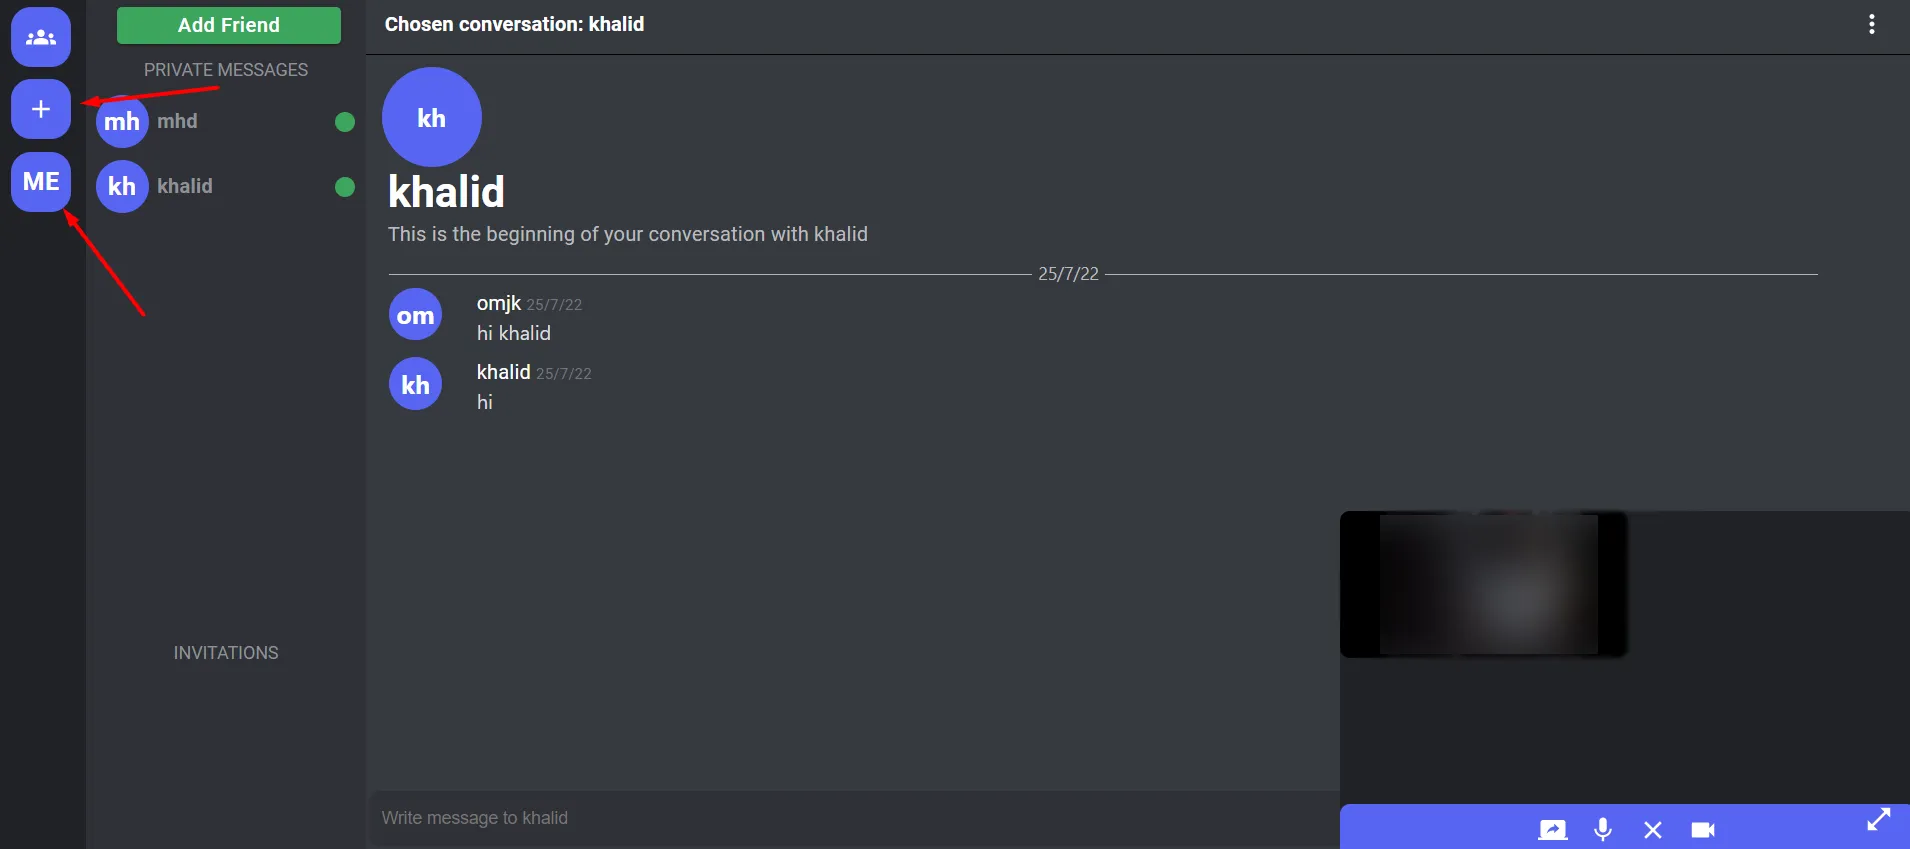 Add Friend
PRIVATE MESSAGES
mh mhd
ME
kh khalid
INVITATIONS
Chosen conversation: khalid
kh
khalid
This is the beginning of your conversation with khalid
25/7/22
om omjk 25/7/22
hi khalid
kh khalid 25/7/22
hi
Write message to khalid